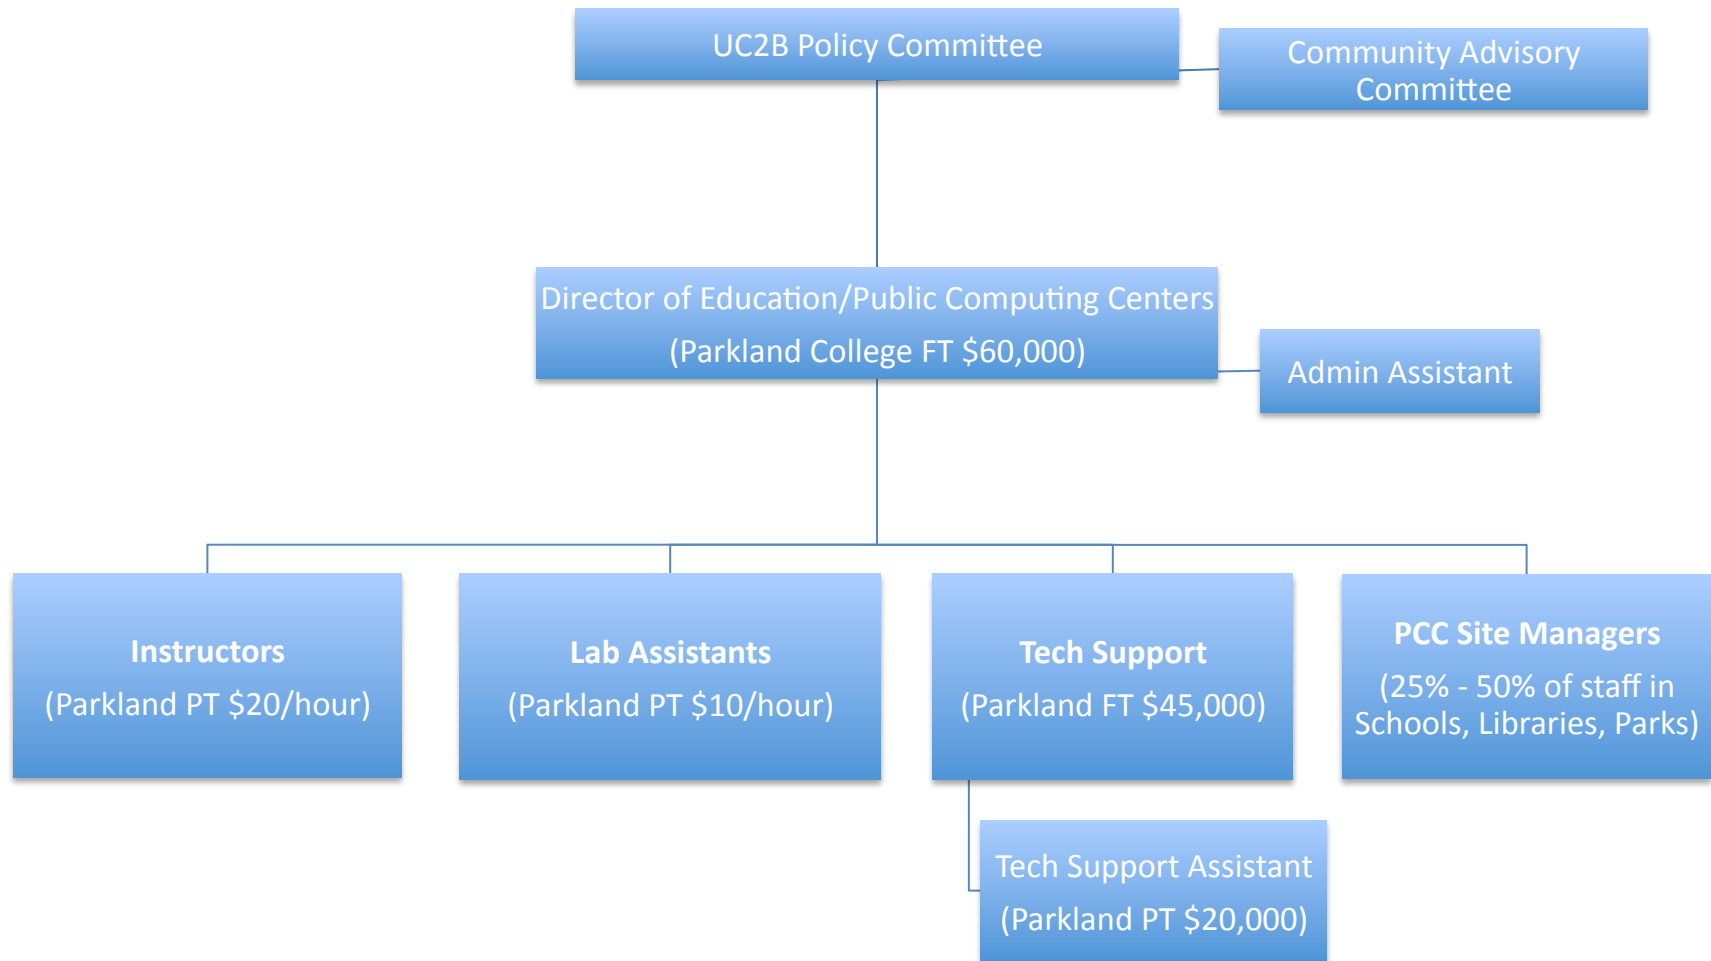 UC2B Policy Committee
Community Advisory
Committee
Director of Education/Public Computing Centers
(Parkland College FT $60,000)
Admin Assistant
Instructors
(Parkland PT $20/hour)
Lab Assistants
(Parkland PT $10/hour)
Tech Support
(Parkland FT $45,000)
PCC Site Managers
(25% - 50% of staff in
Schools, Libraries, Parks)
Tech Support Assistant
(Parkland PT $20,000)